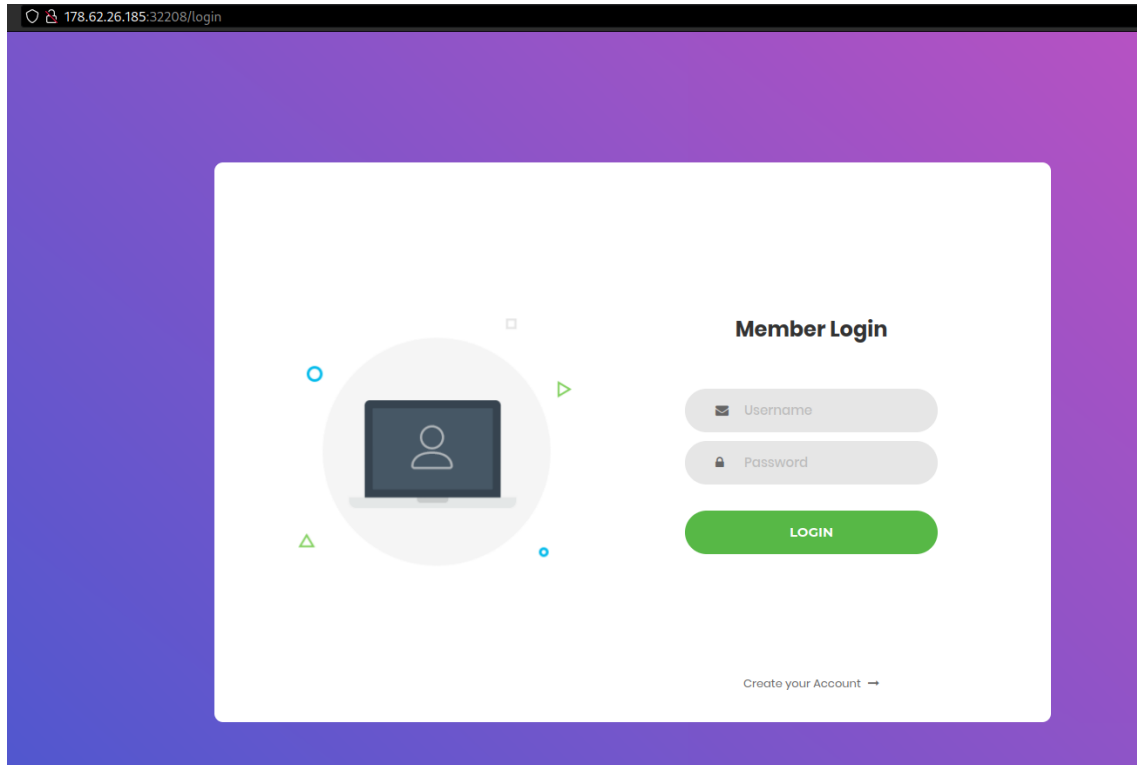 178.62.26.185:32208/login
Member Login
Username
Password
LOGIN
Create your Account →